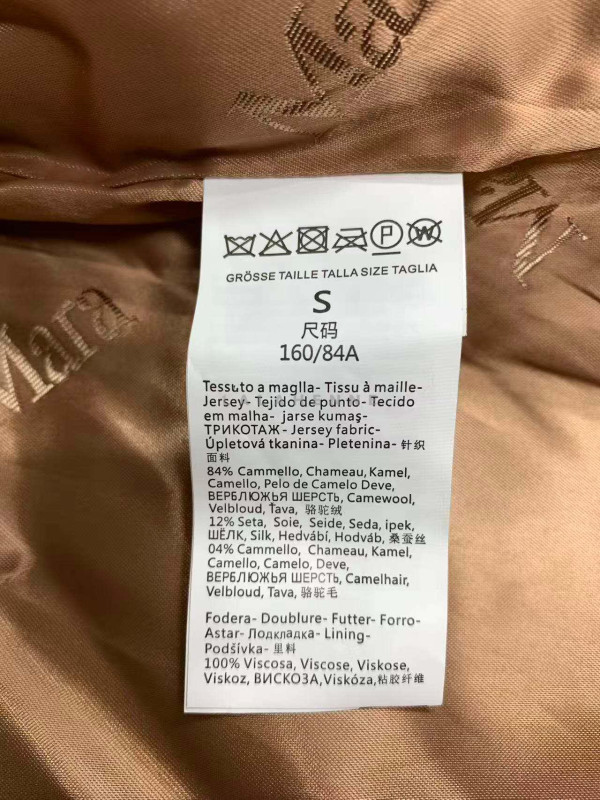 Ma
M
Mara
P
W
GRÖSSE TAILLE TALLA SIZE TAGLIA
S
尺码
160/84A
Tessuto a maglla- Tissu à maille-
Jersey- Tejido de punto- Tecido
em malha- jarse kumaş-
ТРИКОТАЖ- Jersey fabric-
Úpletová tkanina- Pletenina- 针织
面料
84% Cammello, Chameau, Kamel,
Camello, Pelo de Camelo Deve,
ВЕРБЛЮЖЬЯ ШЕРСТЬ, Camewool,
Velbloud, Ťava, 骆驼绒
12% Seta, Soie, Seide, Seda, ipek,
ШЁЛК, Silk, Hedvábí, Hodváb, 桑蚕丝
04% Cammello, Chameau, Kamel,
Camello, Camelo, Deve,
ВЕРБЛЮЖЬЯ ШЕРСТЬ, Camelhair,
Velbloud, Tava, 骆驼毛
Fodera- Doublure- Futter- Forro-
Astar- Подкладка- Lining-
Podšívka- 里料
100% Viscosa, Viscose, Viskose,
Viskoz, ВИСКОЗА,Viskóza,粘胶纤维